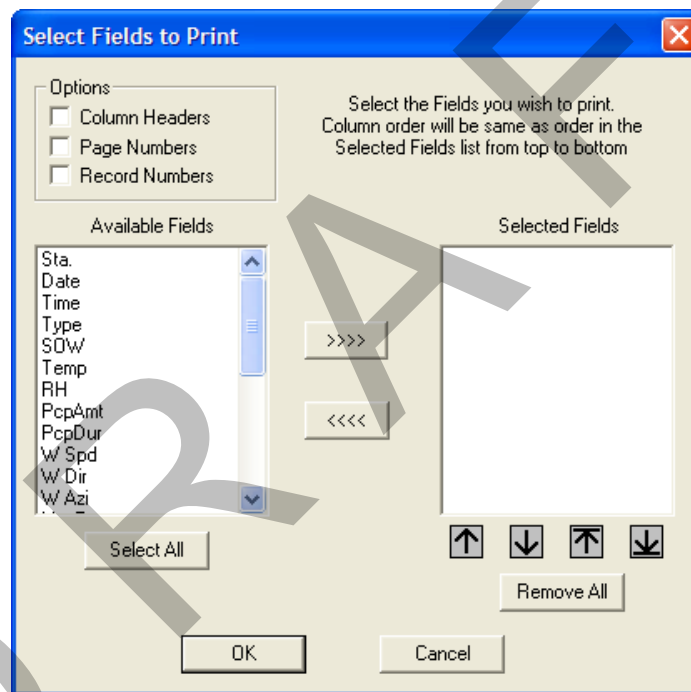 Select Fields to Print
Options
Column Headers
Page Numbers
Record Numbers
Select the Fields you wish to print.
Column order will be same as order in the
Selected Fields list from top to bottom
Available Fields
Sta.
Date
Time
Type
SOW
Temp
RH
PcpAmt
PcpDur
W Spd
W Dir
W Azi
>>>>
<<<<
Select All
Selected Fields
Remove All
OK
Cancel